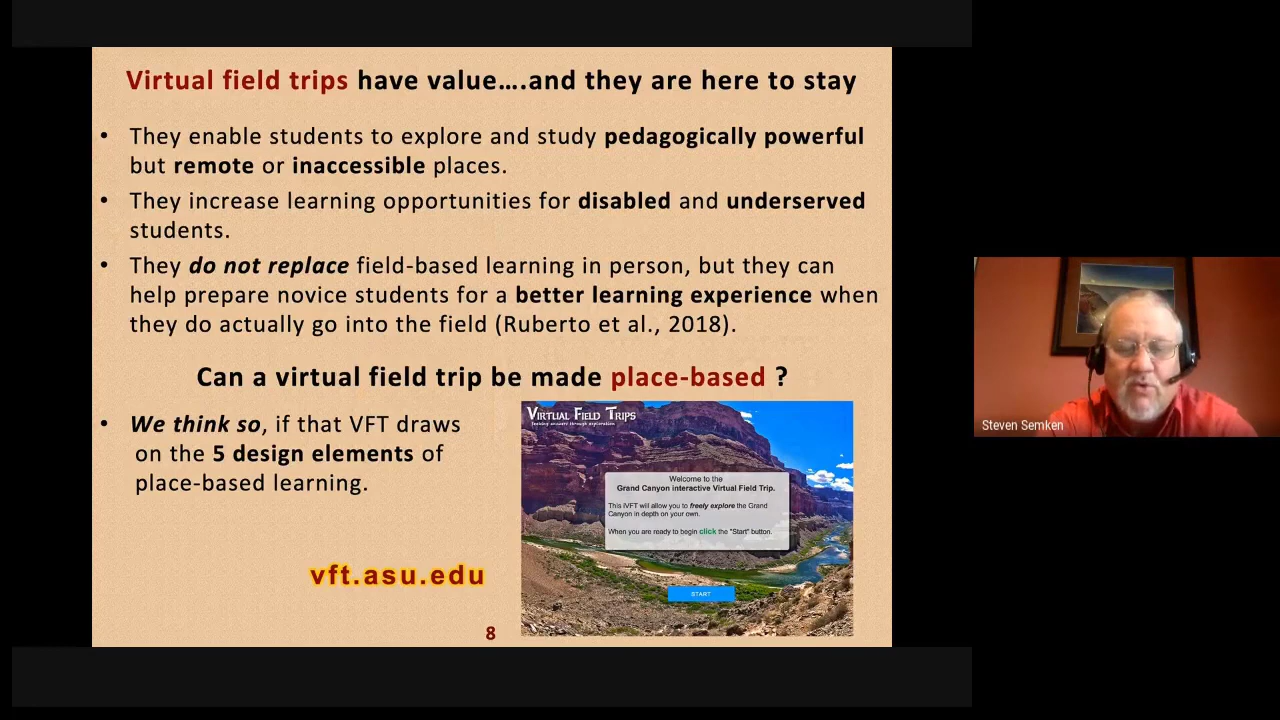 Virtual field trips have value….and they are here to stay
• They enable students to explore and study pedagogically powerful
but remote or inaccessible places.
• They increase learning opportunities for disabled and underserved
students.
• They do not replace field-based learning in person, but they can
help prepare novice students for a better learning experience when
they do actually go into the field (Ruberto et al., 2018).
Can a virtual field trip be made place-based ?
• We think so, if that VFT draws
on the 5 design elements of
place-based learning.
vft.asu.edu
VIRTUAL FIELD TRIPS
Seeking answers through exploration
Welcome to the
Grand Canyon interactive Virtual Field Trip.
This iVFT will allow you to freely explore the Grand
Canyon in depth on your own.
When you are ready to begin click the "Start" button.
START
8
Steven Semken